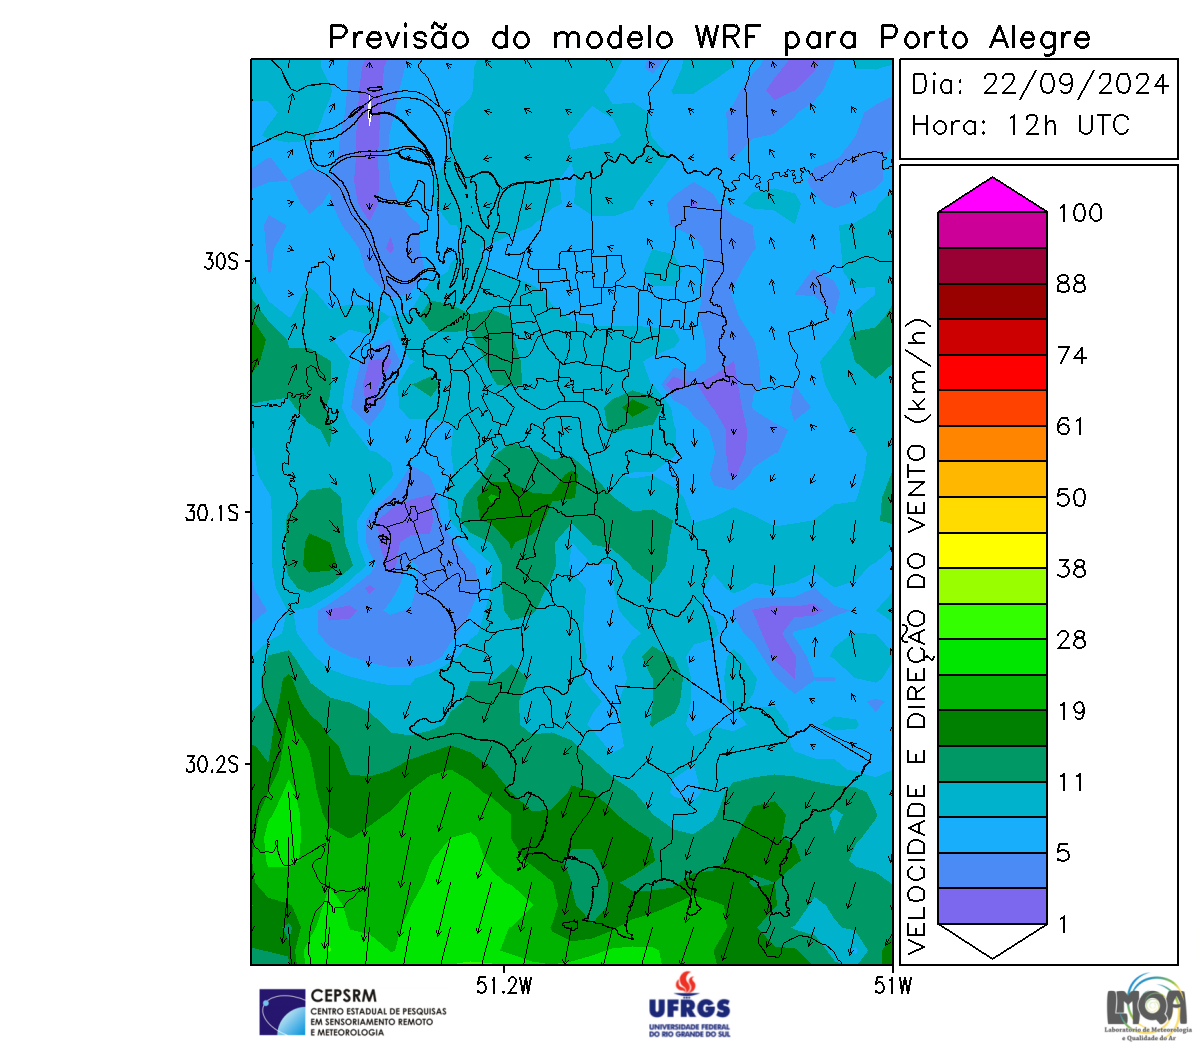 Previsão do modelo WRF para Porto Alegre
Dia: 22/09/2024
Hora: 12h UTC
30S
30.1S
30.2S
51.2W
51W
VELOCIDADE E DIREÇÃO DO VENTO (km/h)
100
88
74
61
50
38
28
19
11
5
1
CEPSRM
CENTRO ESTADUAL DE PESQUISAS
EM SENSORIAMENTO REMOTO
E METEOROLOGIA
UFRGS
UNIVERSIDADE FEDERAL
DO RIO GRANDE DO SUL
LMQA
Laboratório de Meteorologia
e Qualidade do Ar